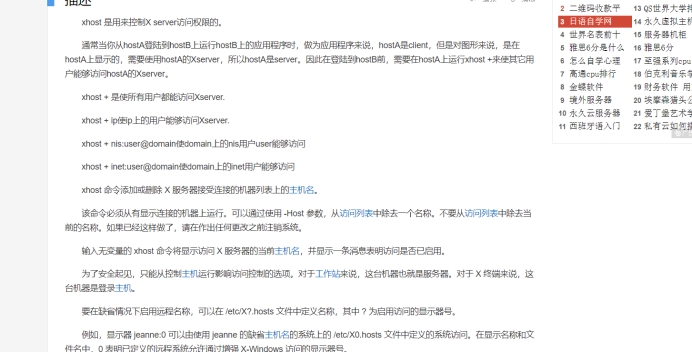 描述
xhost 是用来控制X server访问权限的。
通常当你从hostA登陆到hostB上运行hostB上的应用程序时，做为应用程序来说，hostA是client，但是对图形来说，是在
hostA上显示的，需要使用hostA的Xserver，所以hostA是server。因此在登陆到hostB前，需要在hostA上运行xhost +来使其它用
户能够访问hostA的Xserver。
xhost + 是使所有用户都能访问Xserver.
xhost + ip使ip上的用户能够访问Xserver.
xhost + nis:user@domain使domain上的nis用户user能够访问
xhost + inet:user@domain使domain上的inet用户能够访问
xhost 命令添加或删除 X 服务器接受连接的机器列表上的主机名。
该命令必须从有显示连接的机器上运行。可以通过使用 -Host 参数，从访问列表中除去一个名称。不要从访问列表中除去当
前的名称。如果已经这样做了，请在作出任何更改之前注销系统。
输入无变量的 xhost 命令将显示访问 X 服务器的当前主机名，并显示一条消息表明访问是否已启用。
为了安全起见，只能从控制主机运行影响访问控制的选项。对于工作站来说，这台机器也就是服务器。对于 X 终端来说，这
台机器是登录主机。
要在缺省情况下启用远程名称，可以在 /etc/X?.hosts 文件中定义名称，其中 ? 为启用访问的显示器号。
例如，显示器 jeanne:0 可以由使用 jeanne 的缺省主机名的系统上的 /etc/X0.hosts 文件中定义的系统访问。在显示名称和文
件名中，0 表明已定义的远程系统允许通过增强 X-Windows 访问的显示器号。
2 二维码收款平 13 QS世界大学排
3 日语自学网 14 永久虚拟主机
4 世界名表前十 15 服务器机柜
5 雅思6分是什么 16 雅思6分
6 怎么自学心理 17 至强系列cpu
7 高通cpu排行 18 伯克利音乐学
8 金蝶软件 19 财务软件 用
9 境外服务器 20 埃摩森猎头公
10 永久云服务器 21 爱丁堡艺术学
11 西班牙语入门 22 私有云如何搭